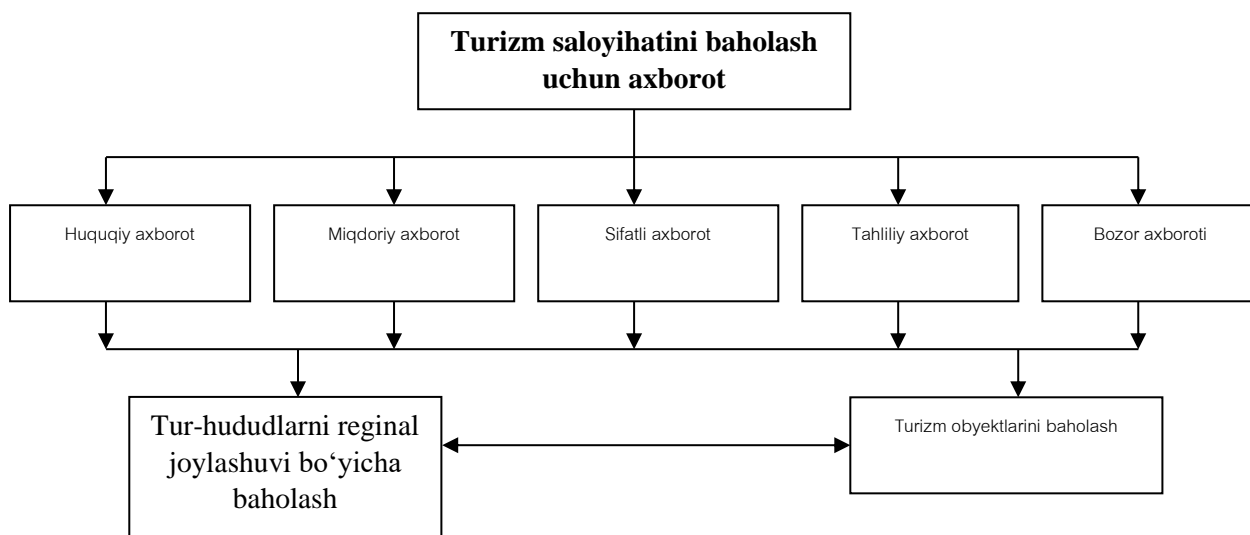 Turizm saloyihatini baholash
uchun axborot
Huquqiy axborot
Miqdoriy axborot
Sifatli axborot
Tahliliy axborot
Bozor axboroti
Tur-hududlarni reginal
joylashuvi bo‘yicha
baholash
Turizm obyektlarini baholash